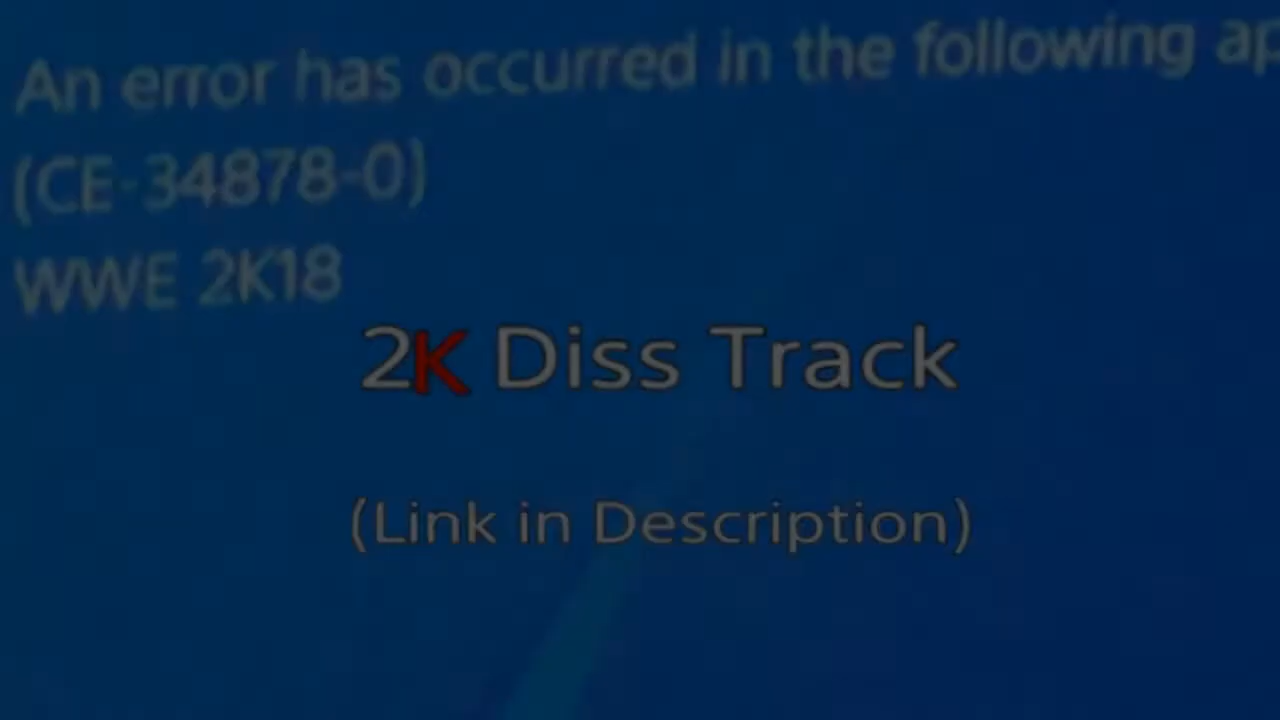 An error has occurred in the following ap
(CE-34878-0)
WWE 2K18
2K Diss Track
(Link in Description)